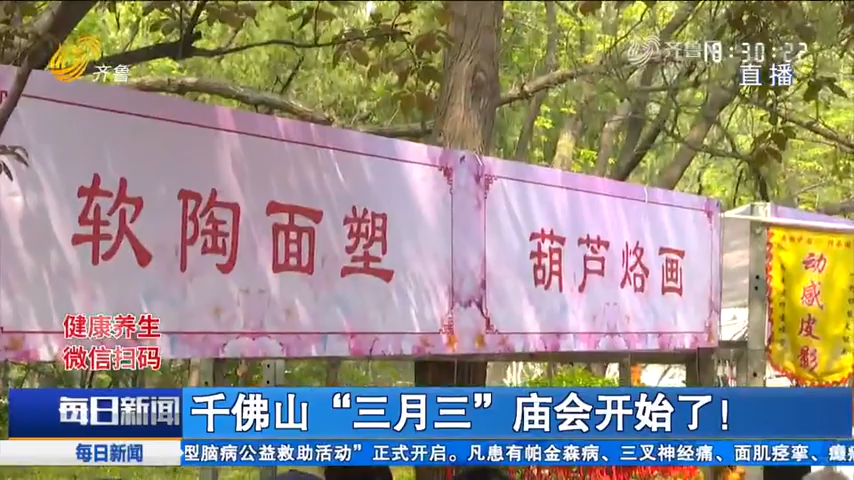 齐鲁
齐鲁网
18:30:22
直播
软陶面塑
葫芦烙画
动感皮影
健康养生
微信扫码
每日新闻
千佛山“三月三”庙会开始了!
每日新闻
型脑病公益救助活动”正式开启。凡患有帕金森病、三叉神经痛、面肌痉挛、癫